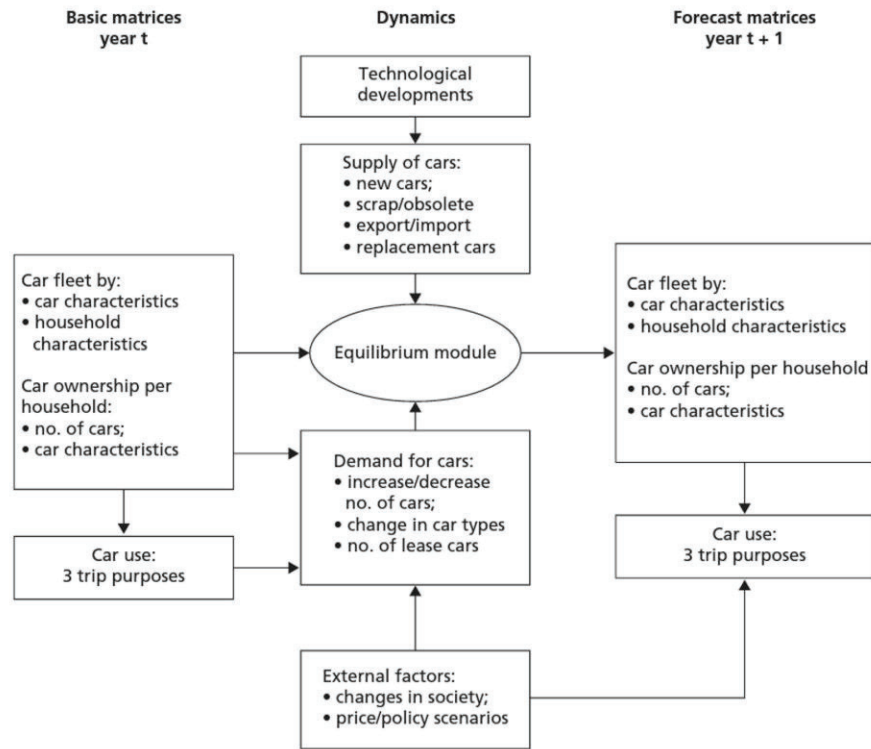 Basic matrices
year t
Dynamics
Forecast matrices
year t + 1
Technological
developments
Supply of cars:
• new cars;
• scrap/obsolete
• export/import
• replacement cars
Car fleet by:
• car characteristics
• household
characteristics
Car ownership per
household:
• no. of cars;
• car characteristics
Equilibrium module
Car fleet by:
• car characteristics
• household characteristics
Car ownership per household
• no. of cars;
• car characteristics
Demand for cars:
• increase/decrease
no. of cars;
• change in car types
• no. of lease cars
Car use:
3 trip purposes
Car use:
3 trip purposes
External factors:
• changes in society;
• price/policy scenarios